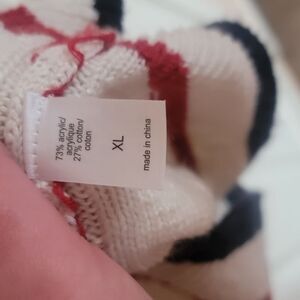 73% acrylic/
acrylique
27% cotton/
coton
XL
made in china